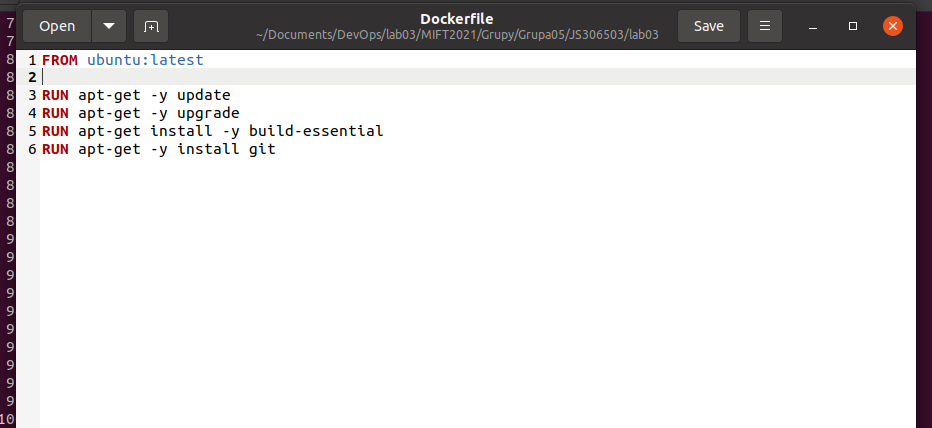 Dockerfile
Open
~/Documents/DevOps/lab03/MIFT2021/Grupy/Grupa05/JS306503/lab03
Save
1 FROM ubuntu:latest
2
3 RUN apt-get -y update
4 RUN apt-get -y upgrade
5 RUN apt-get install -y build-essential
6 RUN apt-get -y install git
7
7
8
8
8
8
8
8
8
8
8
8
9
9
9
9
9
9
9
9
9
9
10